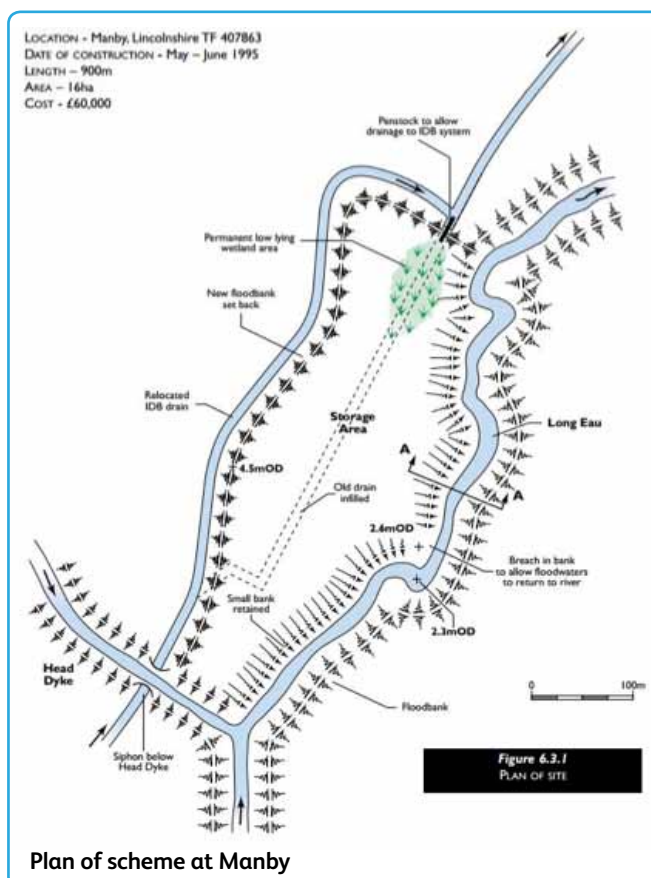 LOCATION - Manby, Lincolnshire TF 407863
DATE OF CONSTRUCTION - May – June 1995
LENGTH – 900m
AREA – 16ha
COST - £60,000
Penstock to allow
drainage to IDB system
Permanent low lying
wetland area
New floodbank
set back
Relocated
IDB drain
Storage
Area
Long Eau
A
A
4.5mOD
Old drain
infilled
2.6mOD
Breach in bank
to allow floodwaters
to return to river
Small bank
retained
2.3mOD
Head
Dyke
Floodbank
0
100m
Siphon below
Head Dyke
Figure 6.3.1
PLAN OF SITE
Plan of scheme at Manby